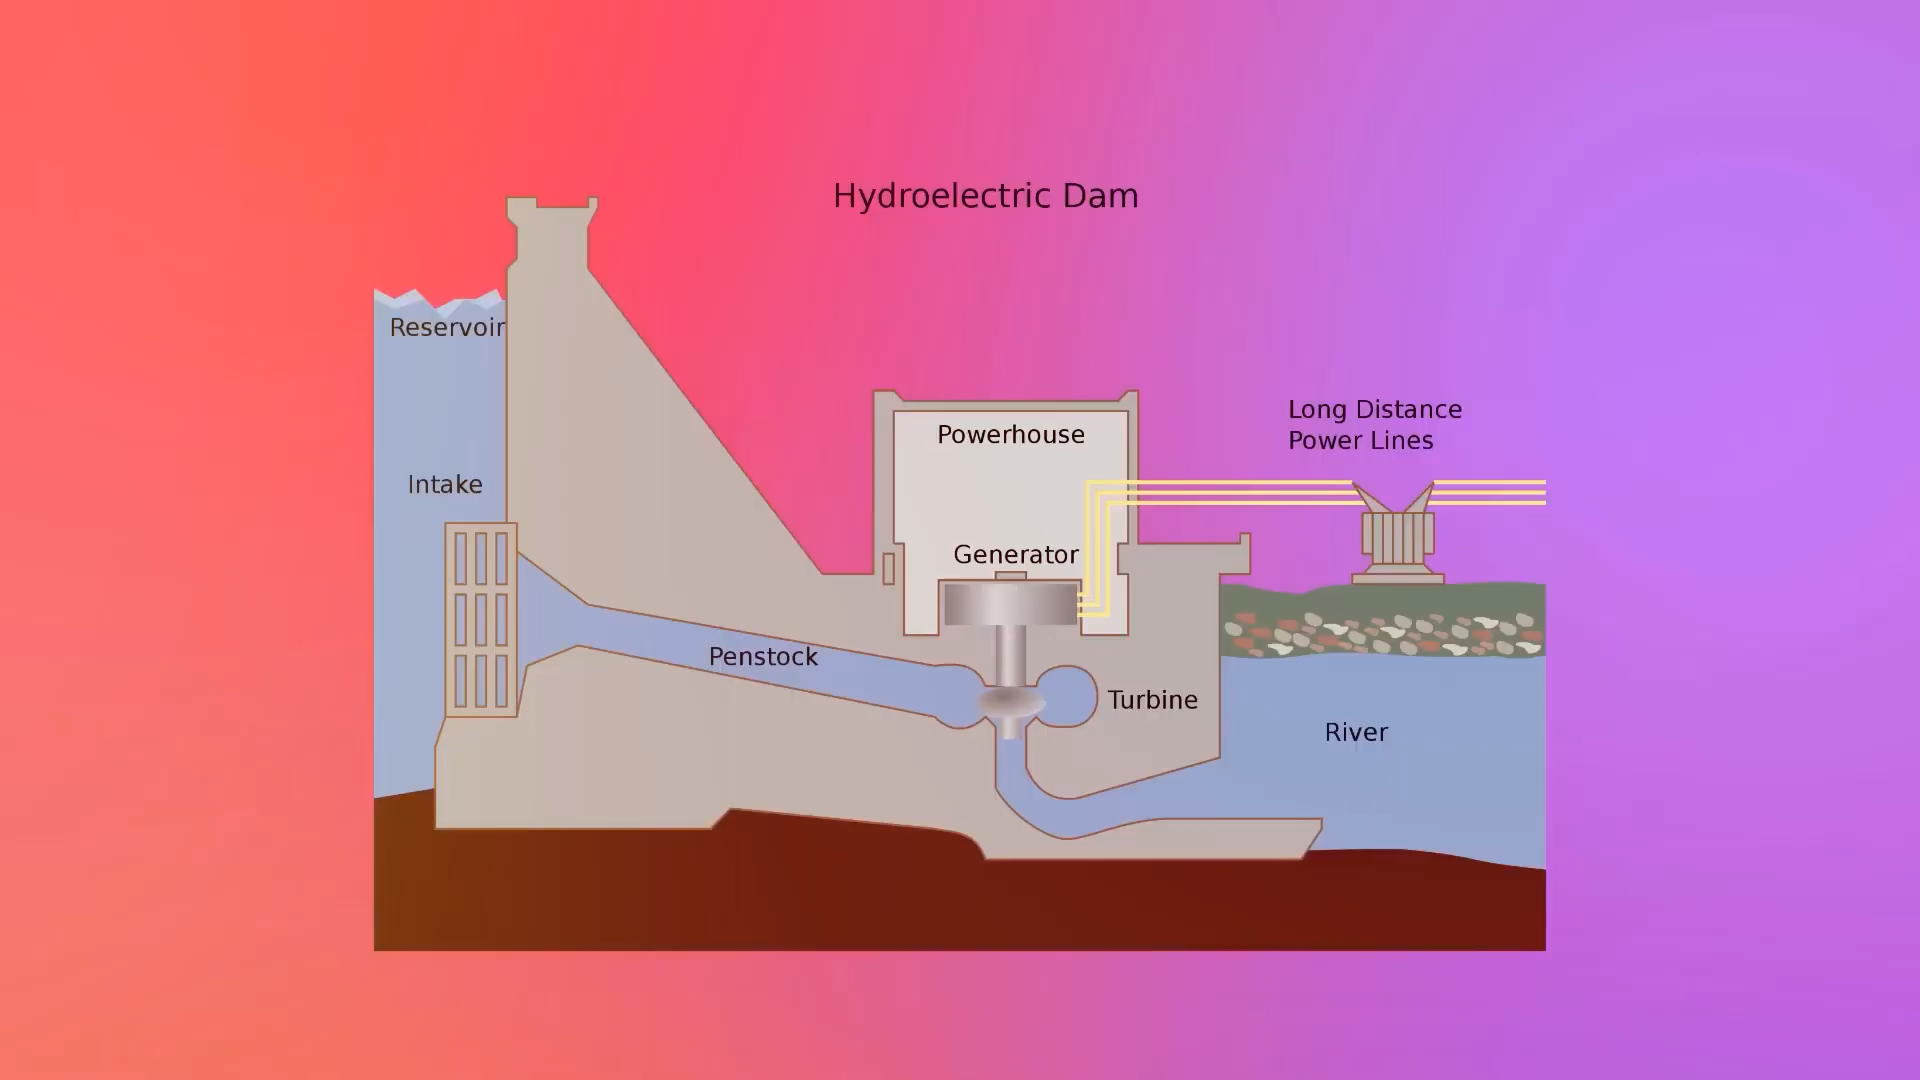 Hydroelectric Dam
Reservoir
Long Distance
Power Lines
Powerhouse
Intake
Generator
Penstock
Turbine
River